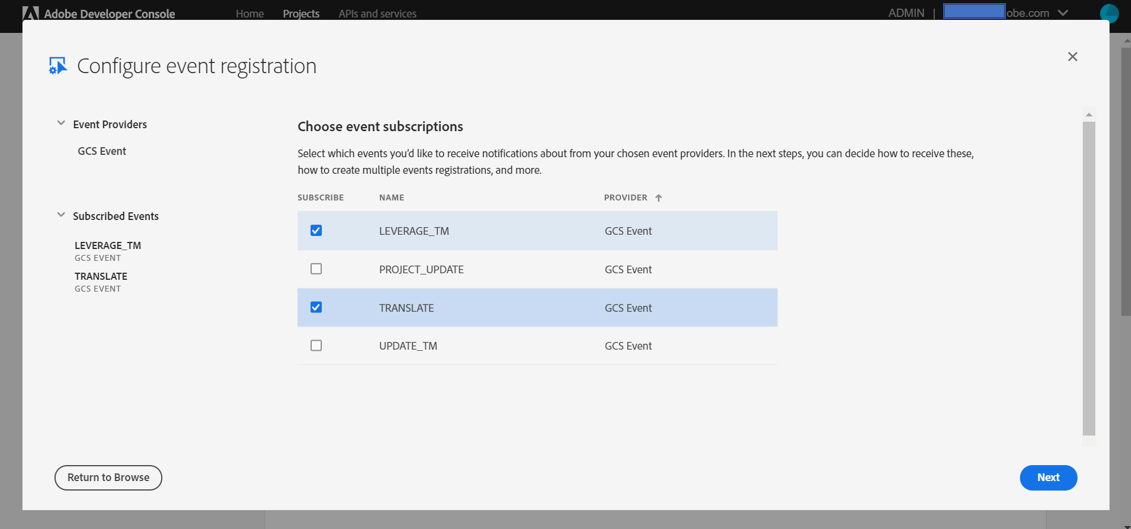 Adobe Developer Console Home Projects APIs and services ADMIN | obe.com
Configure event registration
Event Providers
GCS Event
Subscribed Events
LEVERAGE_TM
GCS EVENT
TRANSLATE
GCS EVENT
Choose event subscriptions
Select which events you'd like to receive notifications about from your chosen event providers. In the next steps, you can decide how to receive these,
how to create multiple events registrations, and more.
SUBSCRIBE NAME PROVIDER
LEVERAGE_TM GCS Event
PROJECT_UPDATE GCS Event
TRANSLATE GCS Event
UPDATE_TM GCS Event
Return to Browse Next